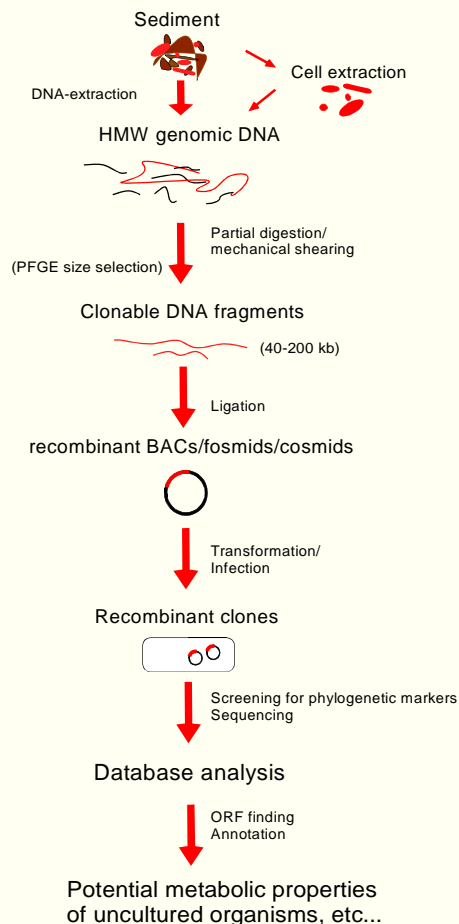 Sediment
Cell extraction
DNA-extraction
HMW genomic DNA
Partial digestion/
mechanical shearing
(PFGE size selection)
Clonable DNA fragments
(40-200 kb)
Ligation
recombinant BACs/fosmids/cosmids
Transformation/
Infection
Recombinant clones
Screening for phylogenetic markers
Sequencing
Database analysis
ORF finding
Annotation
Potential metabolic properties
of uncultured organisms, etc...